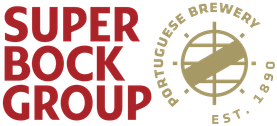 SUPER
BOCK
GROUP
PORTUGUESE BREWERY
EST. 1890